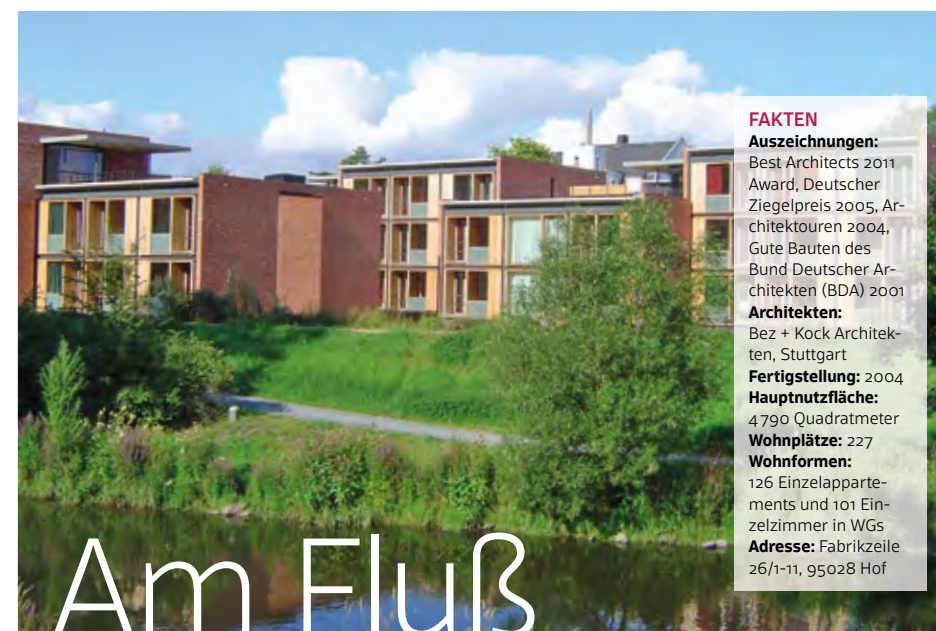 FAKTEN
Auszeichnungen:
Best Architects 2011
Award, Deutscher
Ziegelpreis 2005, Ar-
chitektouren 2004,
Gute Bauten des
Bund Deutscher Ar-
chitekten (BDA) 2001
Architekten:
Bez + Kock Architek-
ten, Stuttgart
Fertigstellung: 2004
Hauptnutzfläche:
4 790 Quadratmeter
Wohnplätze: 227
Wohnformen:
126 Einzelapparte-
ments und 101 Ein-
zelzimmer in WGs
Adresse: Fabrikzeile
26/1-11, 95028 Hof
Am Fluß